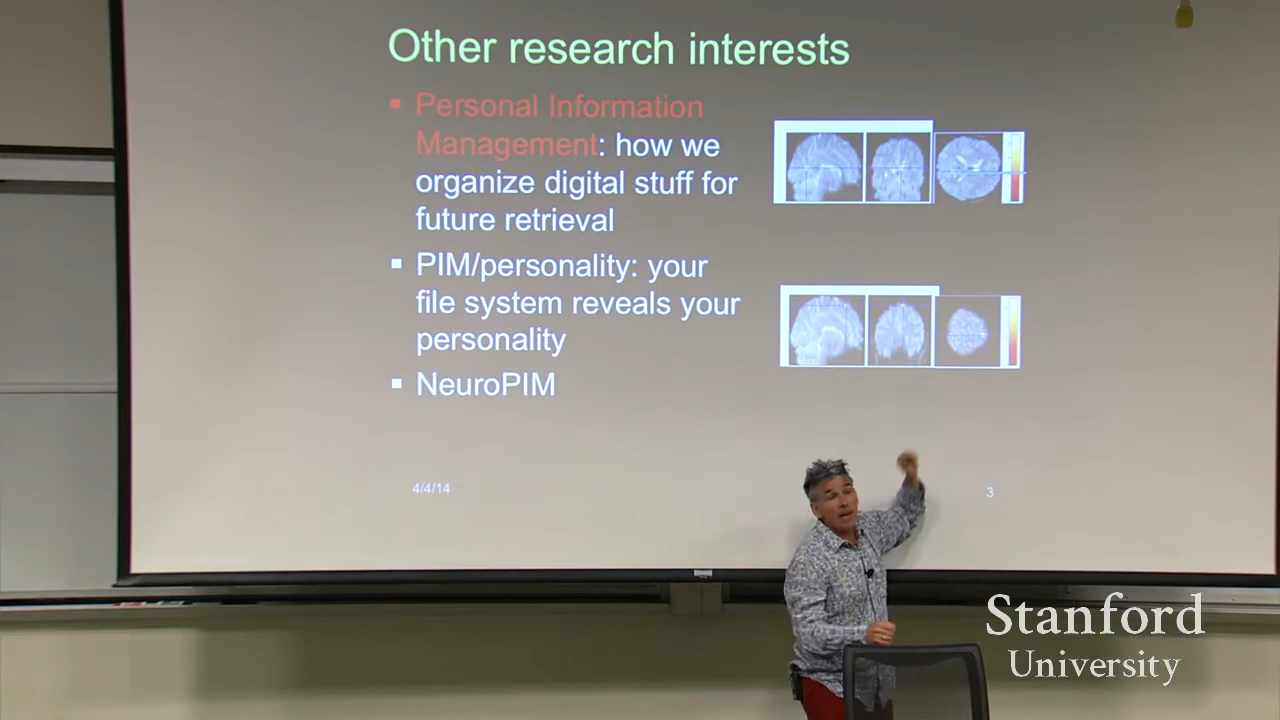 Other research interests
Personal Information
Management: how we
organize digital stuff for
future retrieval
PIM/personality: your
file system reveals your
personality
NeuroPIM
4/4/14
3
Stanford
University